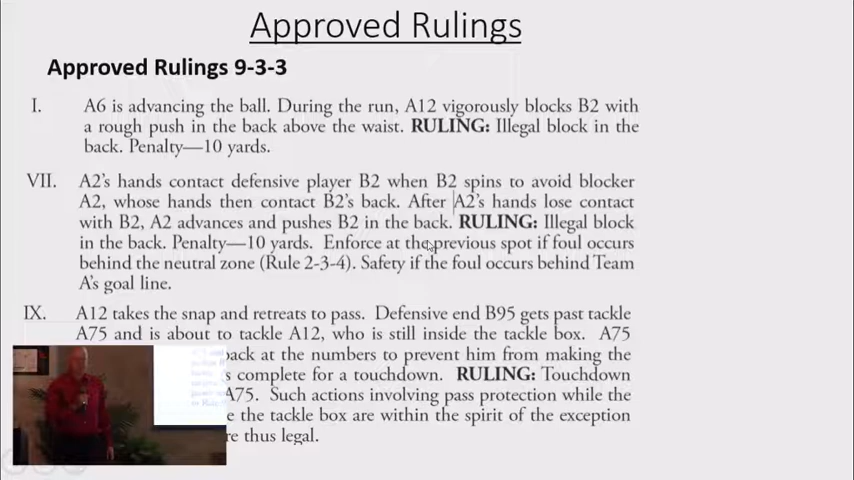 Approved Rulings
Approved Rulings 9-3-3
I. A6 is advancing the ball. During the run, A12 vigorously blocks B2 with
a rough push in the back above the waist. RULING: Illegal block in the
back. Penalty—10 yards.
VII. A2's hands contact defensive player B2 when B2 spins to avoid blocker
A2, whose hands then contact B2's back. After A2's hands lose contact
with B2, A2 advances and pushes B2 in the back. RULING: Illegal block
in the back. Penalty—10 yards. Enforce at the previous spot if foul occurs
behind the neutral zone (Rule 2-3-4). Safety if the foul occurs behind Team
A's goal line.
IX. A12 takes the snap and retreats to pass. Defensive end B95 gets past tackle
A75 and is about to tackle A12, who is still inside the tackle box. A75
back at the numbers to prevent him from making the
s complete for a touchdown. RULING: Touchdown
A75. Such actions involving pass protection while the
e the tackle box are within the spirit of the exception
re thus legal.